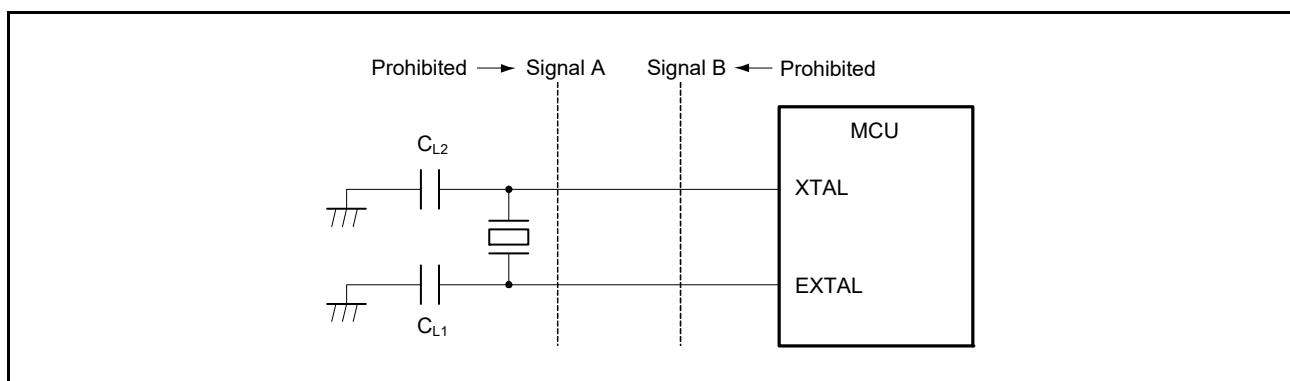 Prohibited Signal A Signal B Prohibited
MCU
CL2
XTAL
EXTAL
CL1